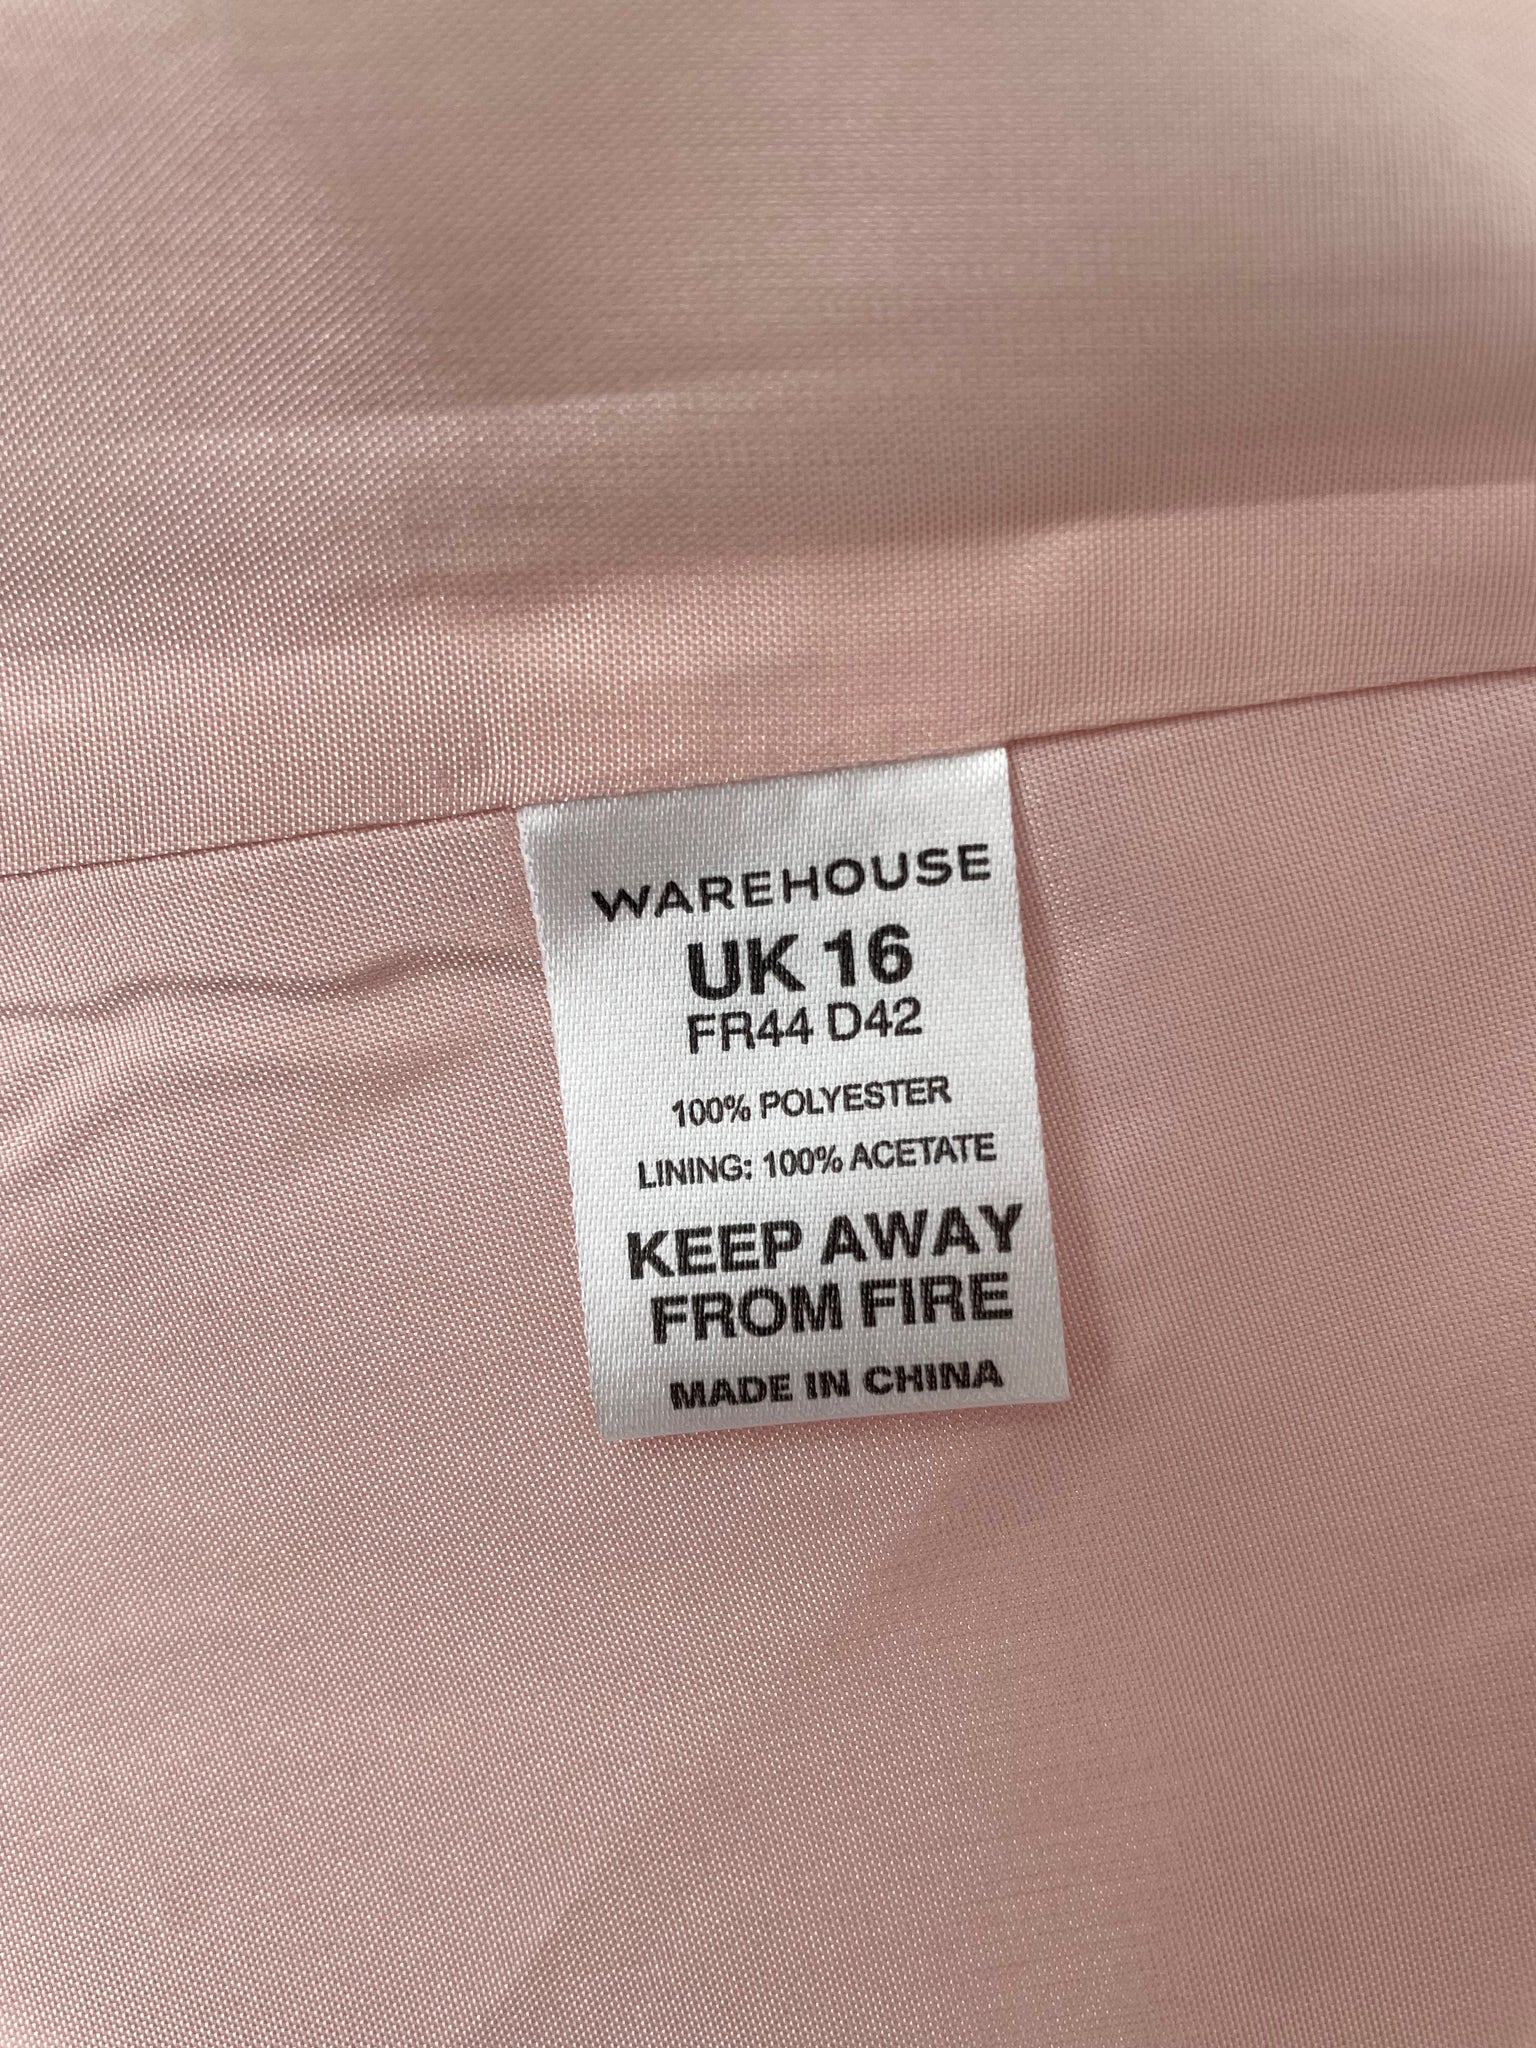 WAREHOUSE
UK 16
FR44 D42
100% POLYESTER
LINING: 100% ACETATE
KEEP AWAY
FROM FIRE
MADE IN CHINA